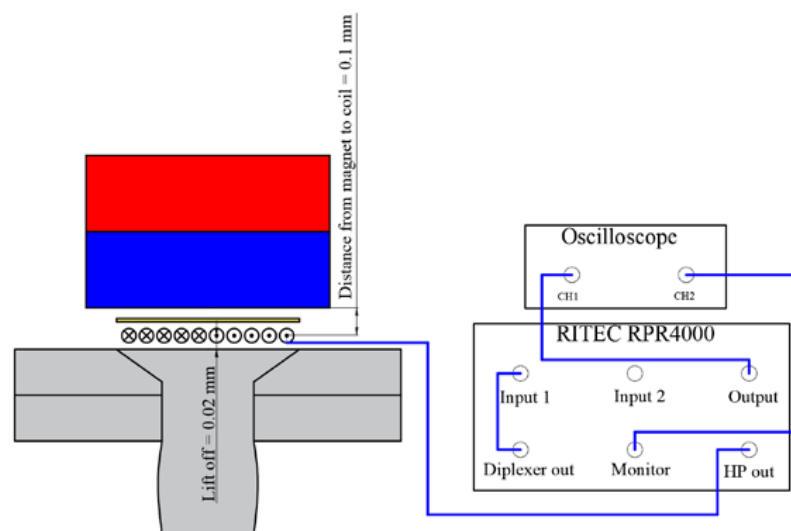 Distance from magnet to coil = 0.1 mm
Lift off = 0.02 mm
Oscilloscope
CH1
CH2
RITEC RPR4000
Input 1
Input 2
Output
Diplexer out
Monitor
HP out